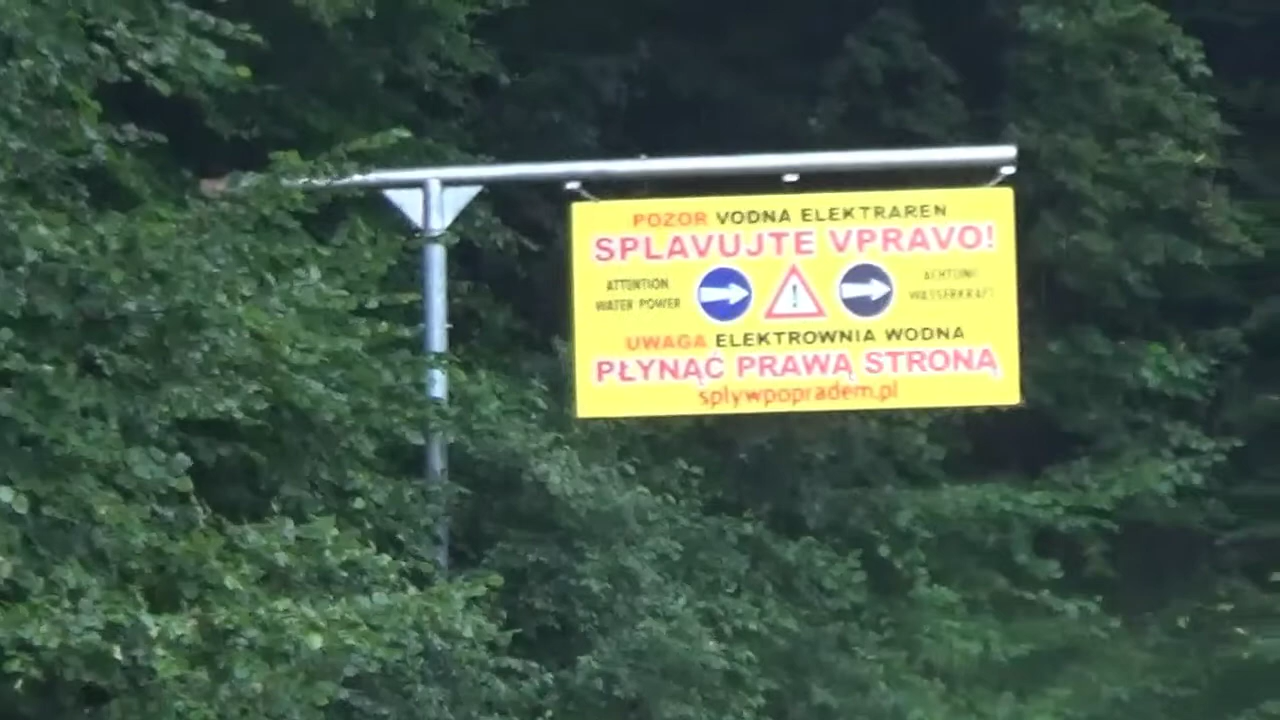 POZOR VODNA ELEKTRAREN
SPLAVUJTE VPRAVO!
ATTENTION
WATER POWER
!
ACHTUNG
WASSERKRAFT
UWAGA ELEKTROWNIA WODNA
PŁYNĄĆ PRAWĄ STRONĄ
splywpopradem.pl